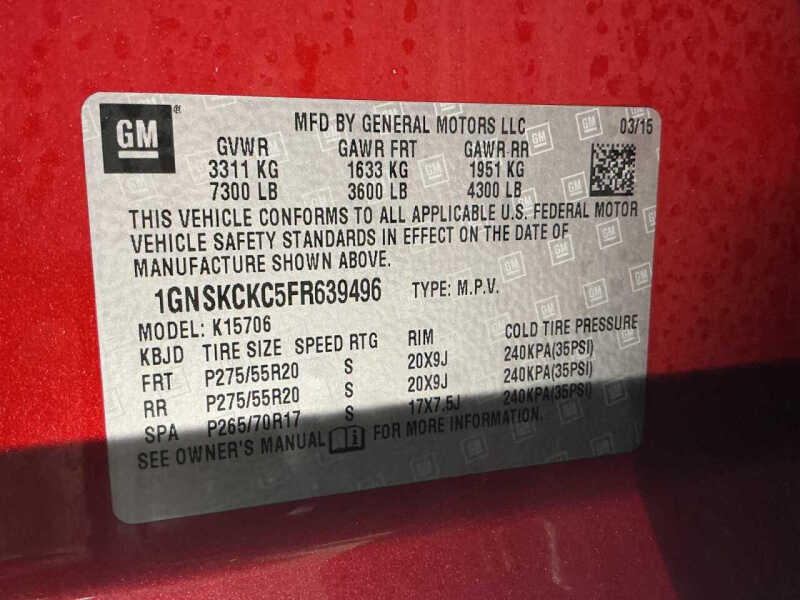 GM
MFD BY GENERAL MOTORS LLC 03/15
GVWR GAWR FRT GAWR RR
3311 KG 1633 KG 1951 KG
7300 LB 3600 LB 4300 LB
THIS VEHICLE CONFORMS TO ALL APPLICABLE U.S. FEDERAL MOTOR
VEHICLE SAFETY STANDARDS IN EFFECT ON THE DATE OF
MANUFACTURE SHOWN ABOVE.
1GNSKCKC5FR639496 TYPE: M.P.V.
MODEL: K15706
KBJD TIRE SIZE SPEED RTG RIM COLD TIRE PRESSURE
FRT P275/55R20 S 20X9J 240KPA(35PSI)
RR P275/55R20 S 20X9J 240KPA(35PSI)
SPA P265/70R17 S 17X7.5J 240KPA(35PSI)
SEE OWNER'S MANUAL FOR MORE INFORMATION.